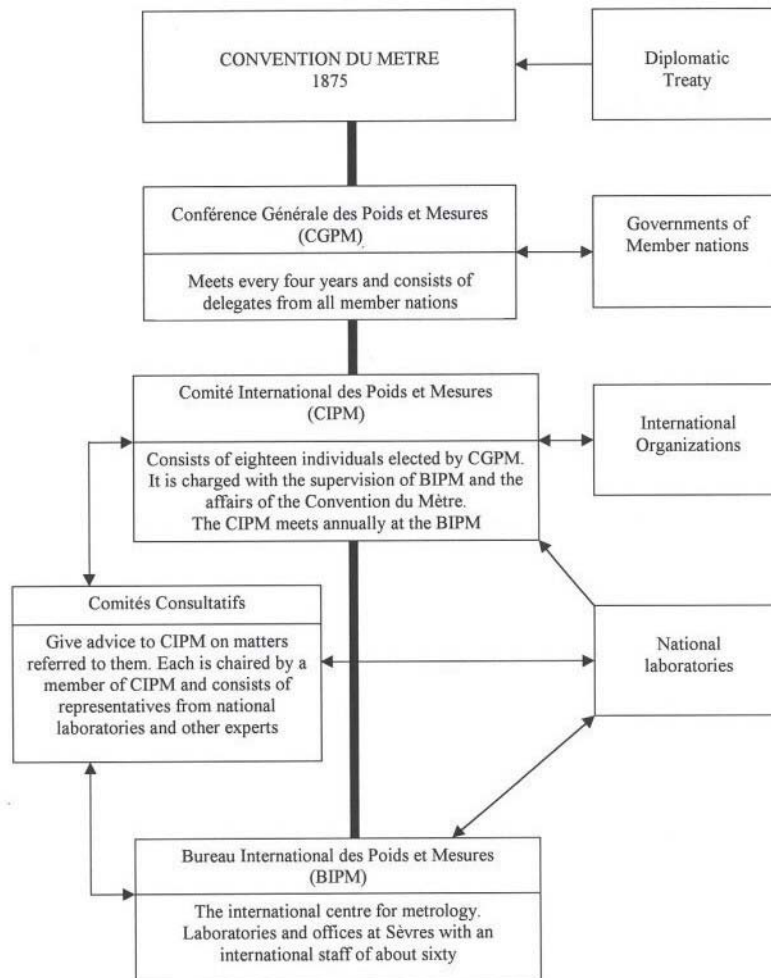 CONVENTION DU METRE
1875
Diplomatic
Treaty
Conférence Générale des Poids et Mesures
(CGPM)
Meets every four years and consists of
delegates from all member nations
Governments of
Member nations
Comité International des Poids et Mesures
(CIPM)
Consists of eighteen individuals elected by CGPM.
It is charged with the supervision of BIPM and the
affairs of the Convention du Mètre.
The CIPM meets annually at the BIPM
International
Organizations
Comités Consultatifs
Give advice to CIPM on matters
referred to them. Each is chaired by a
member of CIPM and consists of
representatives from national
laboratories and other experts
National
laboratories
Bureau International des Poids et Mesures
(BIPM)
The international centre for metrology.
Laboratories and offices at Sèvres with an
international staff of about sixty